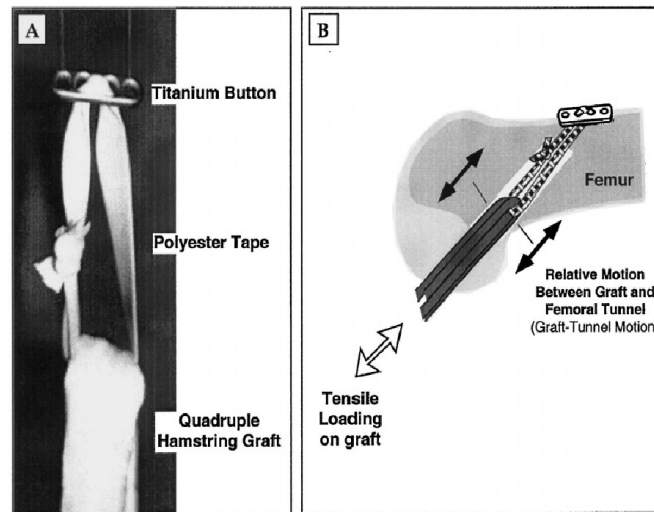 A
Titanium Button
Polyester Tape
Quadruple
Hamstring Graft
B
Femur
Relative Motion
Between Graft and
Femoral Tunnel
(Graft-Tunnel Motion
Tensile
Loading
on graft